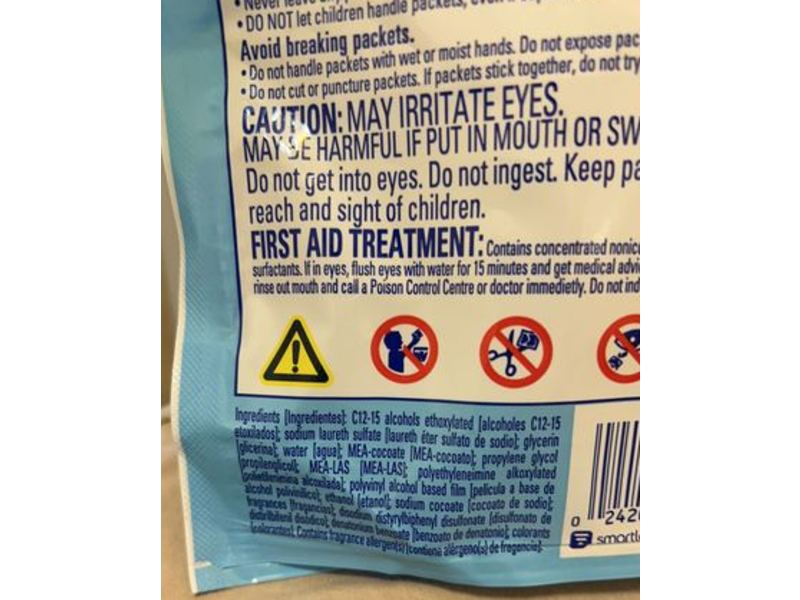 • DO NOT let children handle packets,
Avoid breaking packets.
• Do not handle packets with wet or moist hands. Do not expose pac
• Do not cut or puncture packets. If packets stick together, do not try
CAUTION: MAY IRRITATE EYES.
MAY BE HARMFUL IF PUT IN MOUTH OR SW
Do not get into eyes. Do not ingest. Keep pa
reach and sight of children.
FIRST AID TREATMENT: Contains concentrated nonic
surfactants. If in eyes, flush eyes with water for 15 minutes and get medical advi
rinse out mouth and call a Poison Control Centre or doctor immedietly. Do not ind
Ingredients [Ingredientes]: C12-15 alcohols ethoxylated [alcoholes C12-15
etoxilados]; sodium laureth sulfate [laureth éter sulfato de sodio]; glycerin
[glicerina]; water [agua]; MEA-cocoate [MEA-cocoato]; propylene glycol
[propilenglicol]; MEA-LAS [MEA-LAS]; polyethyleneimine alkoxylated
[polietilenimina alcoxilada]; polyvinyl alcohol based film [película a base de
alcohol polivinílico]; ethanol [etanol]; sodium cocoate [cocoato de sodio];
fragrances [fragancias]; disodium distyrylbiphenyl disulfonate [disulfonato de
distirilbifenil disódico]; denatonium benzoate [benzoato de denatonio]; colorants
[colorantes]. Contains fragrance allergen(s) [contiene alérgeno(s) de fragancia].
0 242
smartl